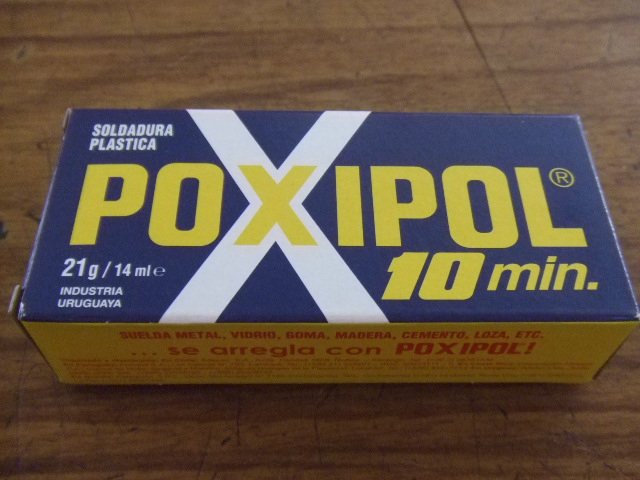 SOLDADURA
PLASTICA
POXIPOL®
21g/14 ml e
10 min.
INDUSTRIA
URUGUAYA
SUELDA METAL, VIDRIO, GOMA, MADERA, CEMENTO, LOZA, ETC.
... se arregla con POXIPOL!